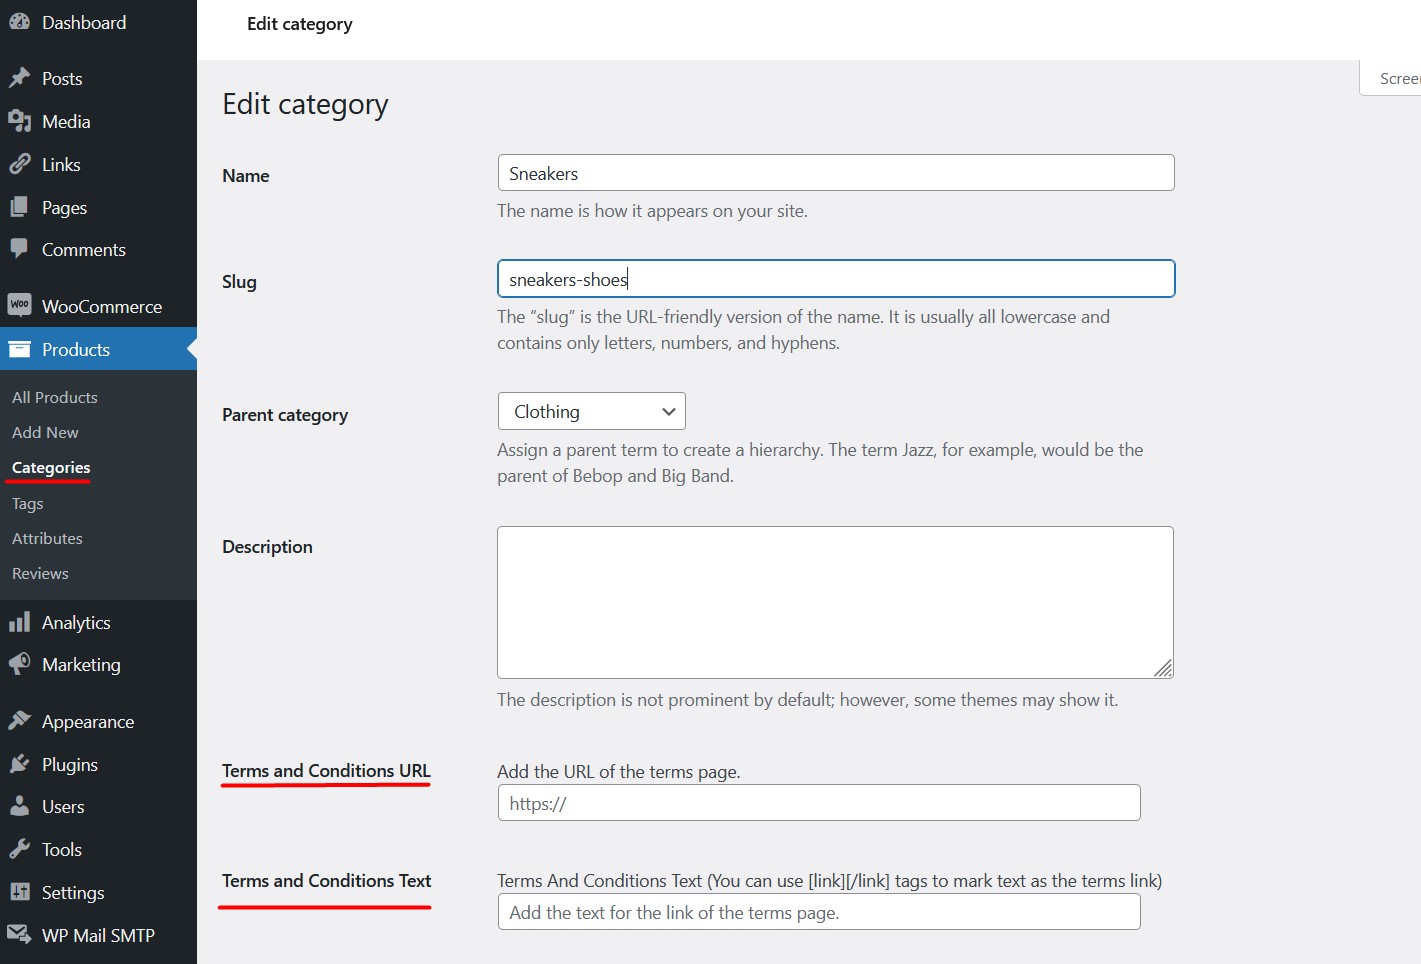 Dashboard
Posts
Media
Links
Pages
Comments
Woo WooCommerce
Products
All Products
Add New
Categories
Tags
Attributes
Reviews
Analytics
Marketing
Appearance
Plugins
Users
Tools
Settings
WP Mail SMTP
Edit category
Edit category
Name
Sneakers
The name is how it appears on your site.
Slug
sneakers-shoes
The “slug” is the URL-friendly version of the name. It is usually all lowercase and
contains only letters, numbers, and hyphens.
Parent category
Clothing
Assign a parent term to create a hierarchy. The term Jazz, for example, would be the
parent of Bebop and Big Band.
Description
The description is not prominent by default; however, some themes may show it.
Terms and Conditions URL
Add the URL of the terms page.
https://
Terms and Conditions Text
Terms And Conditions Text (You can use [link][/link] tags to mark text as the terms link)
Add the text for the link of the terms page.